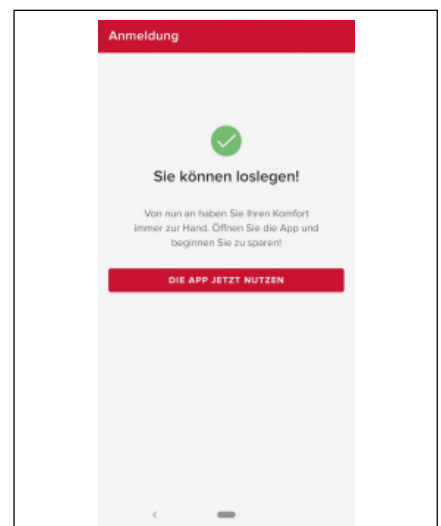 Anmeldung
Sie können loslegen!
Von nun an haben Sie Ihren Komfort
immer zur Hand. Öffnen Sie die App und
beginnen Sie zu sparen!
DIE APP JETZT NUTZEN